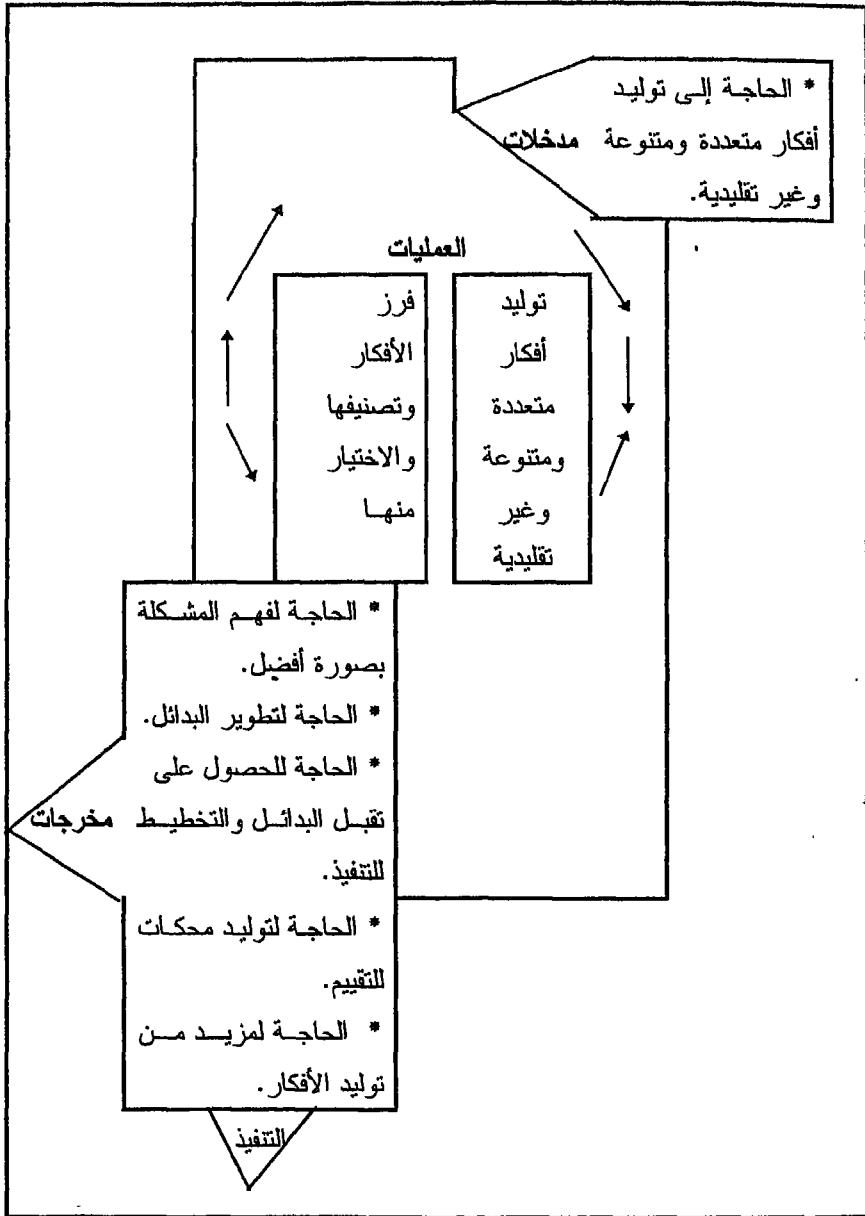 * الحاجة إلى توليد
أفكار متعددة ومتنوعة مدخلات
وغير تقليدية.
العمليات
توليد
أفكار
متعددة
ومتنوعة
وغير
تقليدية
فرز
الأفكار
وتصنيفها
والاختيار
منها
* الحاجة لفهم المشكلة
بصورة أفضل.
* الحاجة لتطوير البدائل.
* الحاجة للحصول على
تقبل البدائل والتخطيط مخرجات
للتنفيذ.
* الحاجة لتوليد محكات
للتقييم.
* الحاجة لمزيد من
توليد الأفكار.
التنفيذ